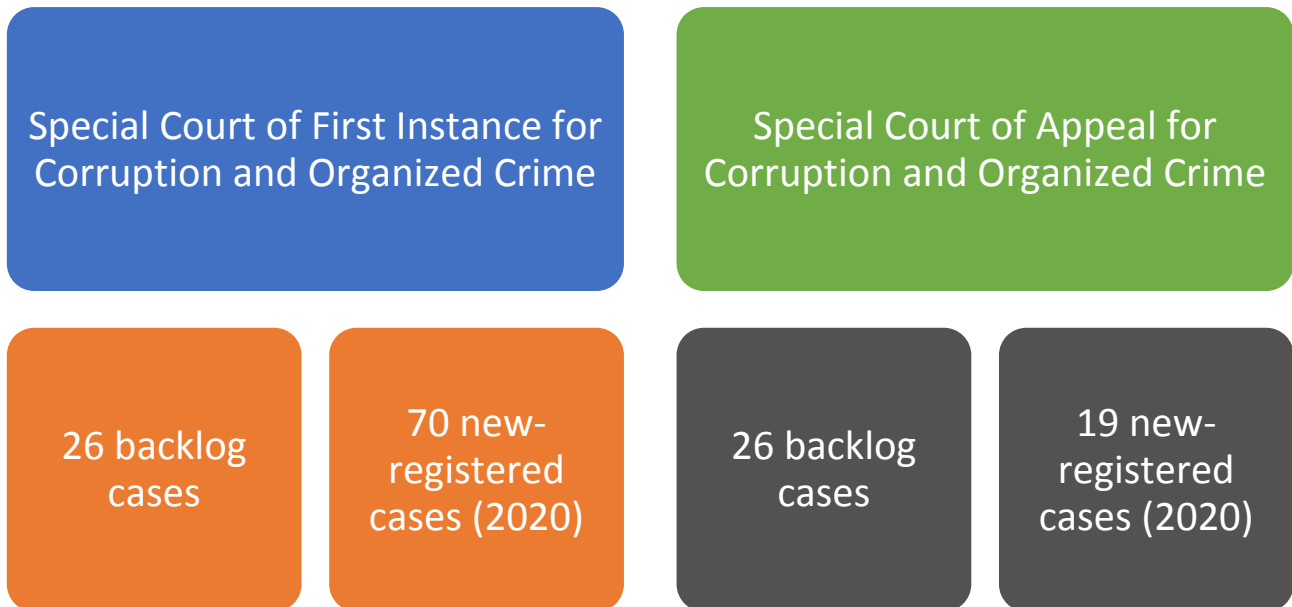 Special Court of First Instance for
Corruption and Organized Crime
Special Court of Appeal for
Corruption and Organized Crime
26 backlog
cases
70 new-
registered
cases (2020)
26 backlog
cases
19 new-
registered
cases (2020)